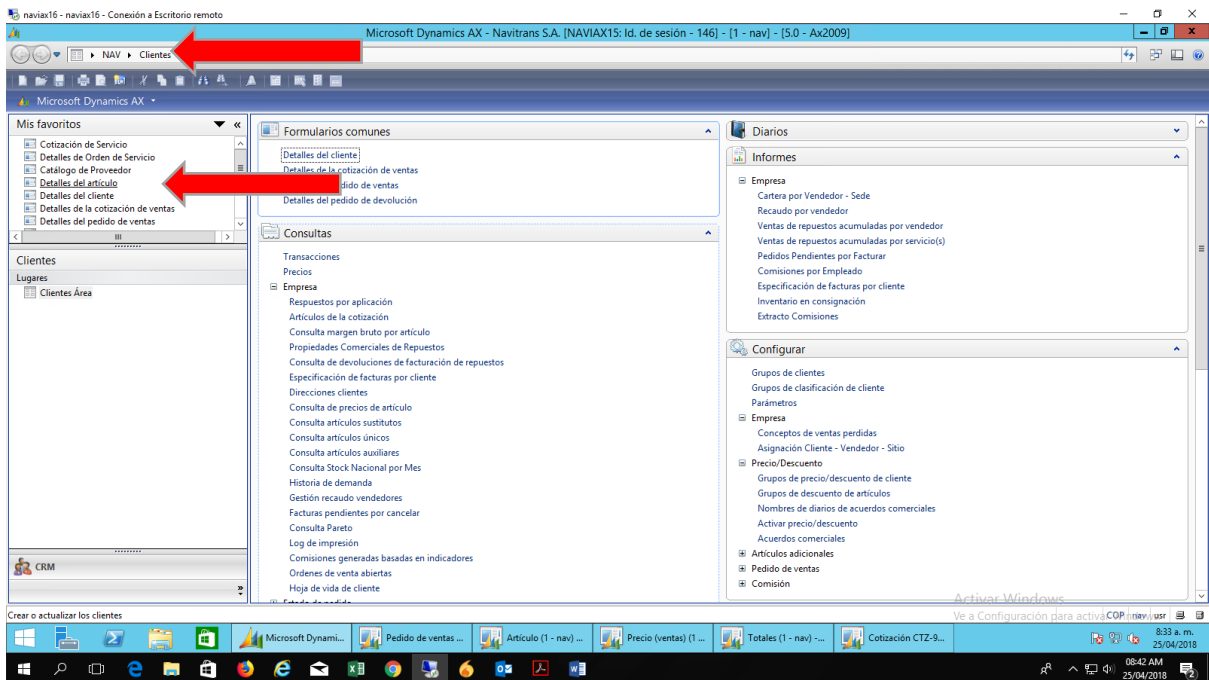 naviax16 - naviax16 - Conexión a Escritorio remoto
Microsoft Dynamics AX - Navitrans S.A. [NAVIAX15: Id. de sesión - 146] - [1 - nav] - [5.0 - Ax2009]
NAV Clientes
Microsoft Dynamics AX
Mis favoritos
Cotización de Servicio
Detalles de Orden de Servicio
Catálogo de Proveedor
Detalles del artículo
Detalles del cliente
Detalles de la cotización de ventas
Detalles del pedido de ventas
Clientes
Lugares
Clientes Área
CRM
Formularios comunes
Detalles del cliente
Detalles de la cotización de ventas
dido de ventas
Detalles del pedido de devolución
Consultas
Transacciones
Precios
Empresa
Respuestos por aplicación
Artículos de la cotización
Consulta margen bruto por artículo
Propiedades Comerciales de Repuestos
Consulta de devoluciones de facturación de repuestos
Especificación de facturas por cliente
Direcciones clientes
Consulta de precios de artículo
Consulta artículos sustitutos
Consulta artículos únicos
Consulta artículos auxiliares
Consulta Stock Nacional por Mes
Historia de demanda
Gestión recaudo vendedores
Facturas pendientes por cancelar
Consulta Pareto
Log de impresión
Comisiones generadas basadas en indicadores
Ordenes de venta abiertas
Hoja de vida de cliente
Estado de pedido
Diarios
Informes
Empresa
Cartera por Vendedor - Sede
Recaudo por vendedor
Ventas de repuestos acumuladas por vendedor
Ventas de repuestos acumuladas por servicio(s)
Pedidos Pendientes por Facturar
Comisiones por Empleado
Especificación de facturas por cliente
Inventario en consignación
Extracto Comisiones
Configurar
Grupos de clientes
Grupos de clasificación de cliente
Parámetros
Empresa
Conceptos de ventas perdidas
Asignación Cliente - Vendedor - Sitio
Precio/Descuento
Grupos de precio/descuento de cliente
Grupos de descuento de artículos
Nombres de diarios de acuerdos comerciales
Activar precio/descuento
Acuerdos comerciales
Artículos adicionales
Pedido de ventas
Comisión
Activar Windows
Crear o actualizar los clientes
Ve a Configuración para activa
COP nav usr
Microsoft Dynami...
Pedido de ventas ...
Artículo (1 - nav) ...
Precio (ventas) (1 ...
Totales (1 - nav) -...
Cotización CTZ-9...
8:33 a. m.
25/04/2018
08:42 AM
25/04/2018